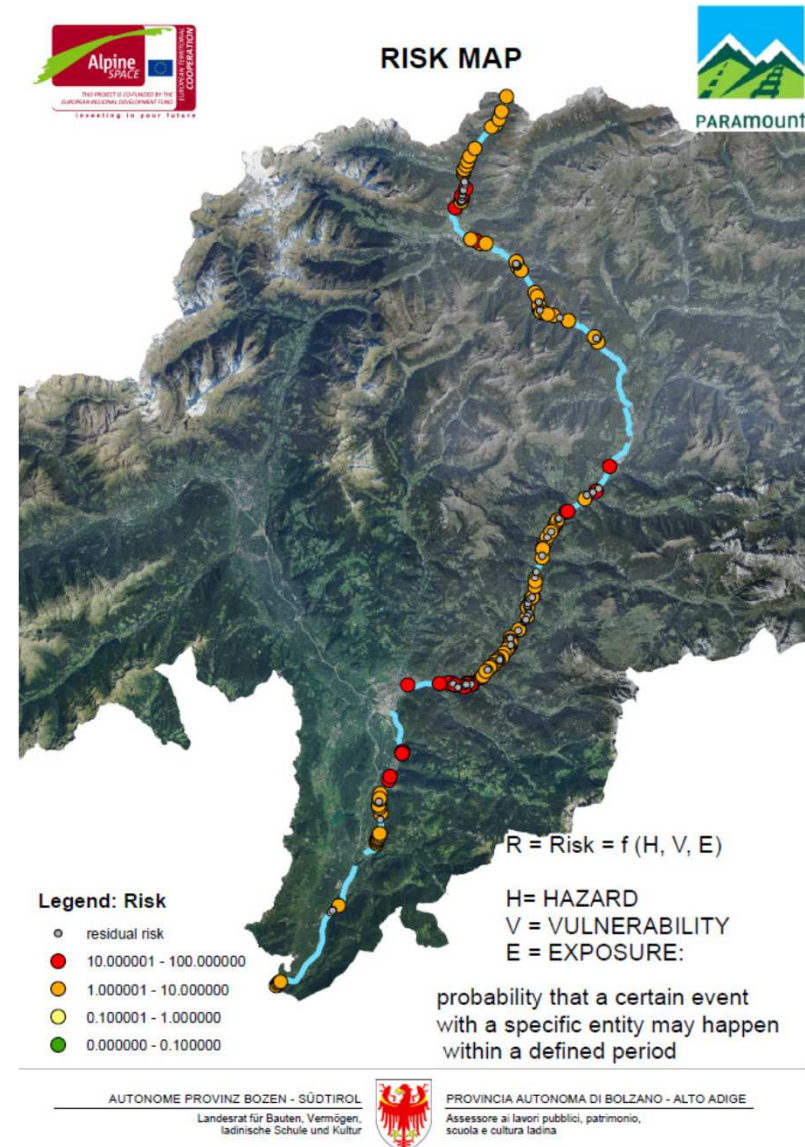 Alpine
SPACE
EUROPEAN TERRITORIAL
COOPERATION
THIS PROJECT IS CO-FUNDED BY THE
EUROPEAN REGIONAL DEVELOPMENT FUND
investing in your future
RISK MAP
PARAmount
R = Risk = f (H, V, E)
H= HAZARD
V = VULNERABILITY
E = EXPOSURE:
probability that a certain event
with a specific entity may happen
within a defined period
Legend: Risk
residual risk
10.000001 - 100.000000
1.000001 - 10.000000
0.100001 - 1.000000
0.000000 - 0.100000
AUTONOME PROVINZ BOZEN - SÜDTIROL
Landesrat für Bauten, Vermögen,
ladinische Schule und Kultur
PROVINCIA AUTONOMA DI BOLZANO - ALTO ADIGE
Assessore ai lavori pubblici, patrimonio,
scuola e cultura ladina